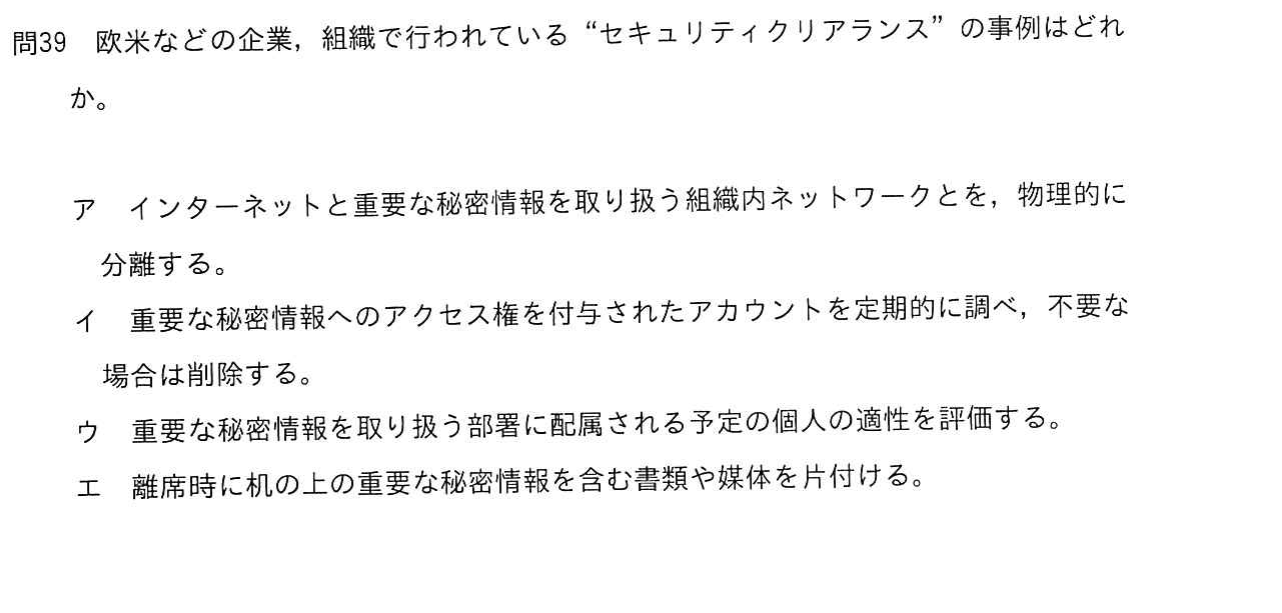 問39 欧米などの企業，組織で行われている“セキュリティクリアランス”の事例はどれ
か。
ア インターネットと重要な秘密情報を取り扱う組織内ネットワークとを，物理的に
分離する。
イ 重要な秘密情報へのアクセス権を付与されたアカウントを定期的に調べ，不要な
場合は削除する。
ウ 重要な秘密情報を取り扱う部署に配属される予定の個人の適性を評価する。
エ 離席時に机の上の重要な秘密情報を含む書類や媒体を片付ける。